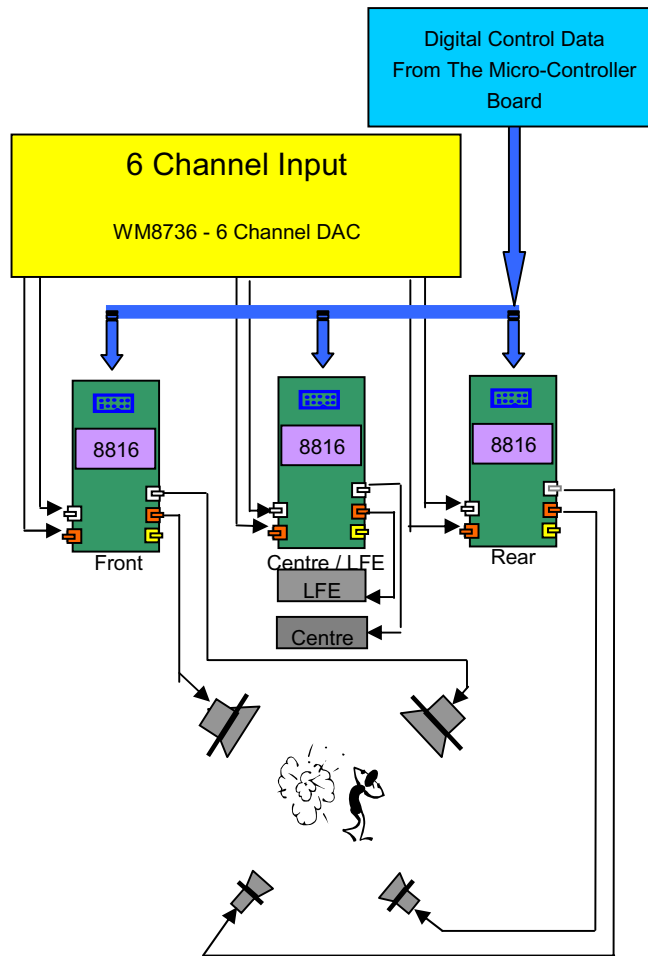 Digital Control Data
From The Micro-Controller
Board
6 Channel Input
WM8736 - 6 Channel DAC
8816
8816
8816
Front
Centre / LFE
Rear
LFE
Centre